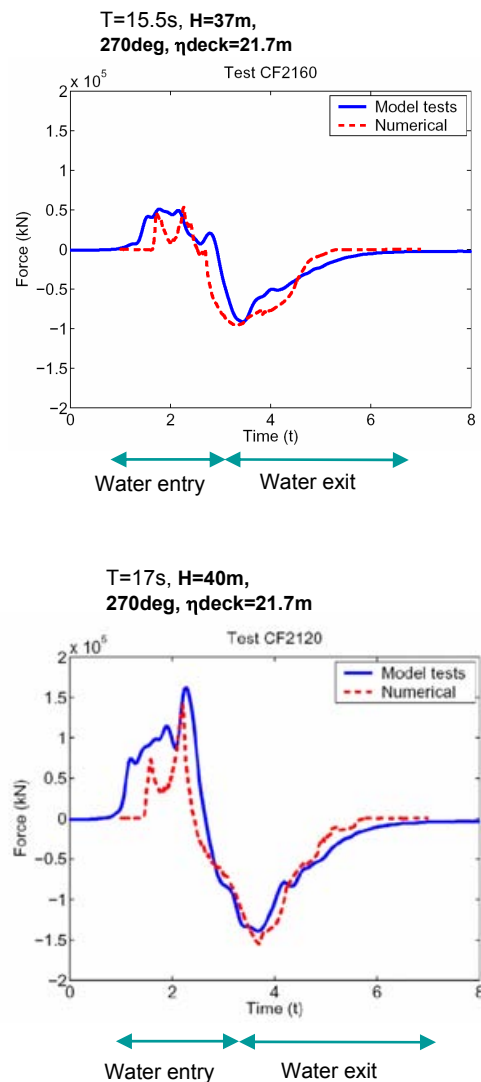 T=15.5s, H=37m,
270deg, ηdeck=21.7m
Test CF2160
x 10^5
2
1.5
1
0.5
0
−0.5
−1
−1.5
−2
Force (kN)
Model tests
Numerical
0 2 4 6 8
Time (t)
Water entry Water exit
T=17s, H=40m,
270deg, ηdeck=21.7m
Test CF2120
x 10^5
2
1.5
1
0.5
0
−0.5
−1
−1.5
−2
Force (kN)
Model tests
Numerical
0 2 4 6 8
Time (t)
Water entry Water exit